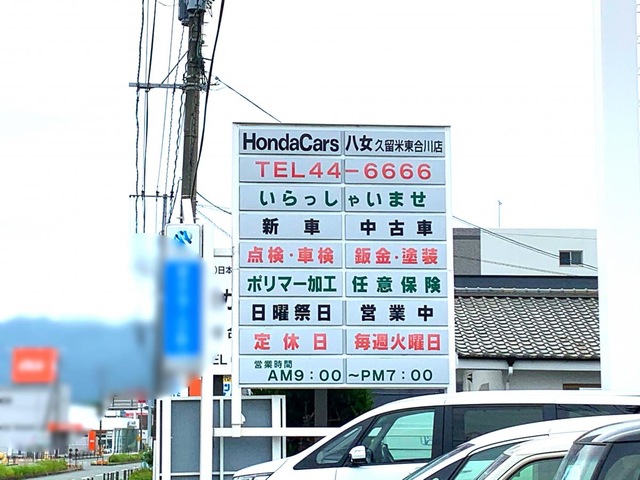 HondaCars 八女 久留米東合川店
TEL44-6666
いらっしゃいませ
新車 中古車
点検・車検 鈑金・塗装
ポリマー加工 任意保険
日曜祭日 営業中
定休日 毎週火曜日
営業時間
AM9:00~PM7:00